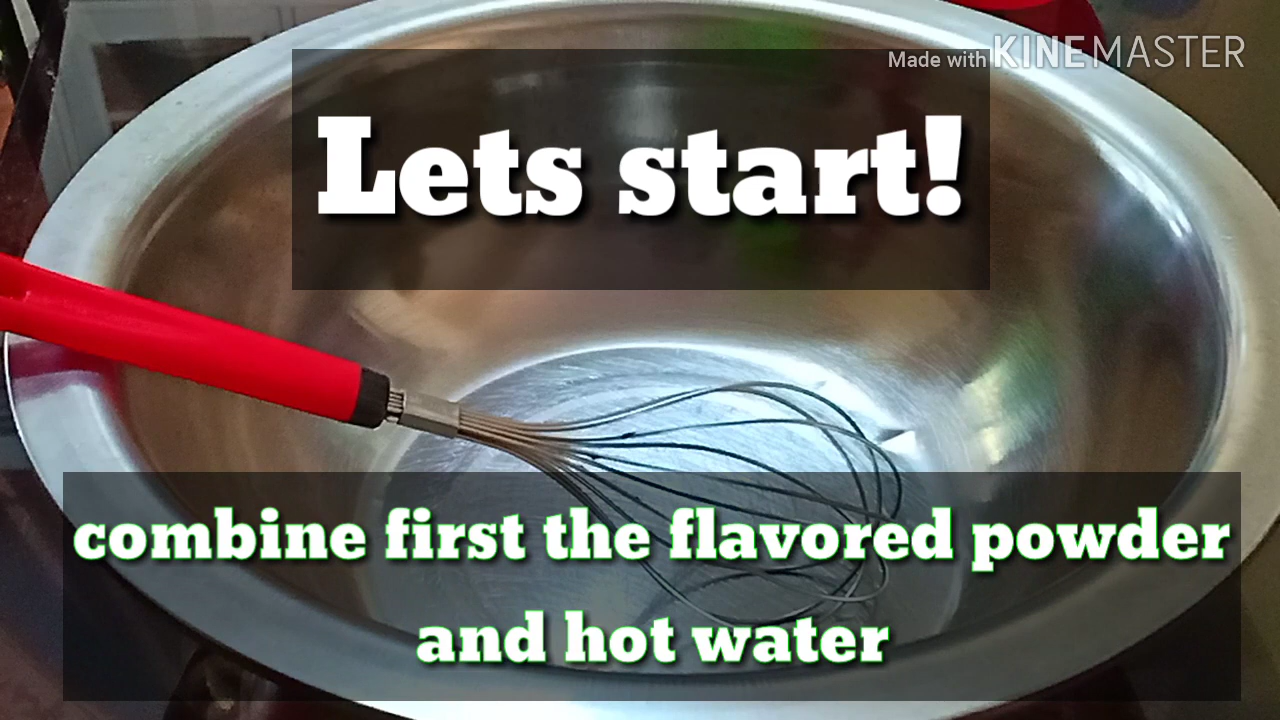 Made with KINEMASTER
Lets start!
combine first the flavored powder
and hot water